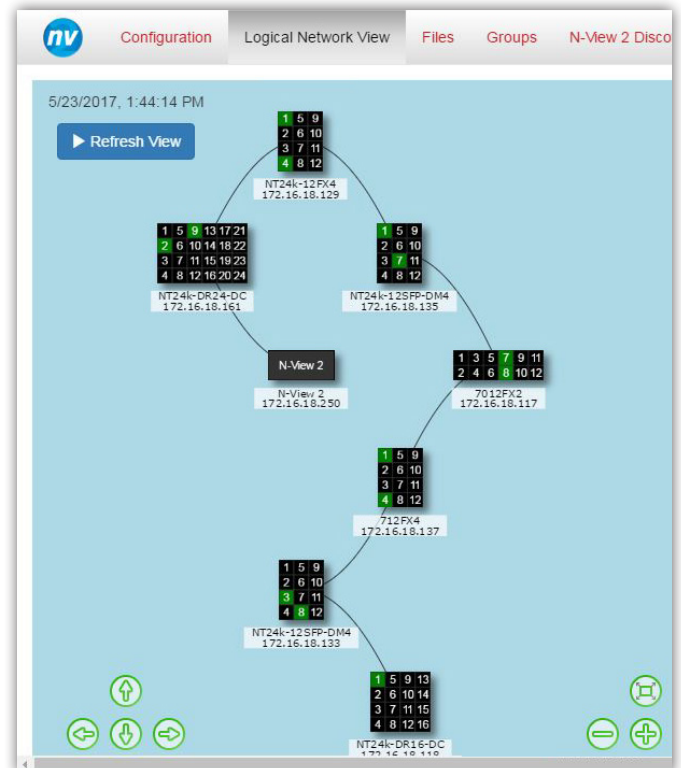 nv Configuration Logical Network View Files Groups N-View 2 Disco
5/23/2017, 1:44:14 PM
Refresh View
1 5 9
2 6 10
3 7 11
4 8 12
NT24k-12FX4
172.16.18.129
1 5 9 13 17 21
2 6 10 14 18 22
3 7 11 15 19 23
4 8 12 16 20 24
NT24k-DR24-DC
172.16.18.161
1 5 9
2 6 10
3 7 11
4 8 12
NT24k-12SFP-DM4
172.16.18.135
N-View 2
N-View 2
172.16.18.250
1 3 5 7 9 11
2 4 6 8 10 12
7012FX2
172.16.18.117
1 5 9
2 6 10
3 7 11
4 8 12
712FX4
172.16.18.137
1 5 9
2 6 10
3 7 11
4 8 12
NT24k-12SFP-DM4
172.16.18.133
1 5 9 13
2 6 10 14
3 7 11 15
4 8 12 16
NT24k-DR16-DC
172.16.18.118